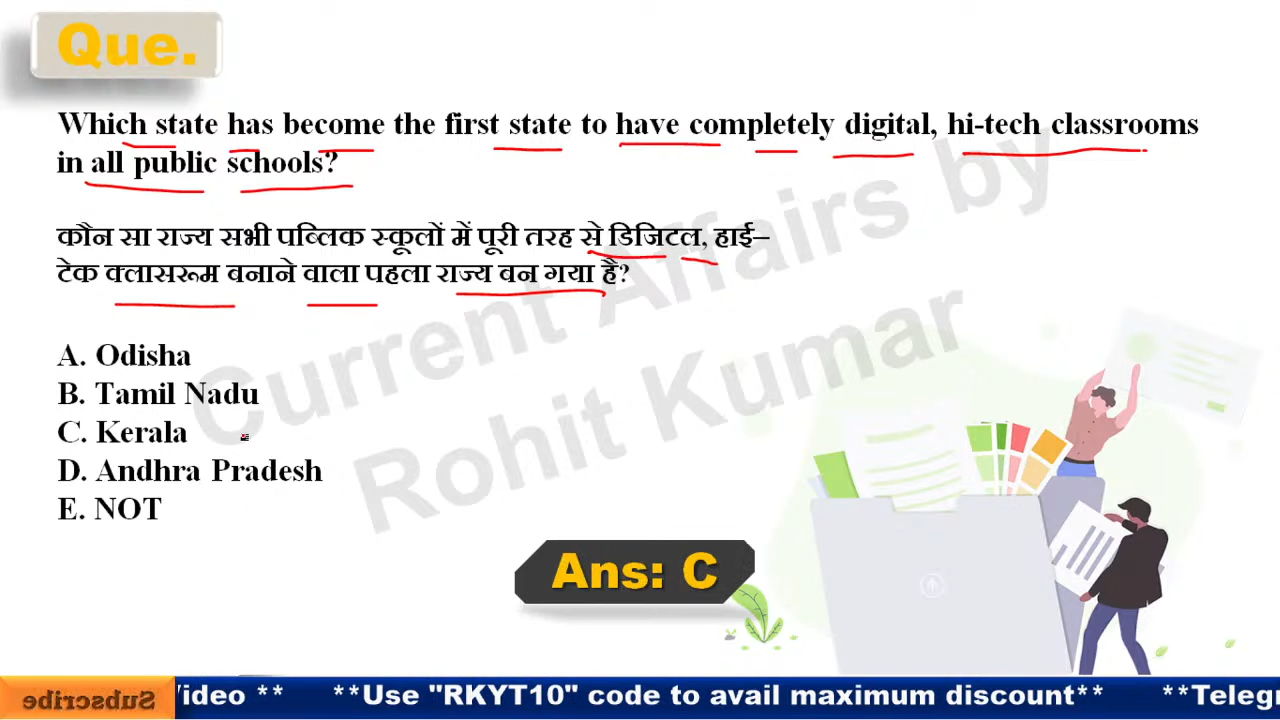 Que.
Which state has become the first state to have completely digital, hi-tech classrooms
in all public schools?
कौन सा राज्य सभी पब्लिक स्कूलों में पूरी तरह से डिजिटल, हाई–
टेक क्लासरूम बनाने वाला पहला राज्य बन गया है?
A. Odisha
B. Tamil Nadu
C. Kerala
D. Andhra Pradesh
E. NOT
Current Affairs by
Rohit Kumar
Ans: C
Subscribe
Video ** **Use "RKYT10" code to avail maximum discount**